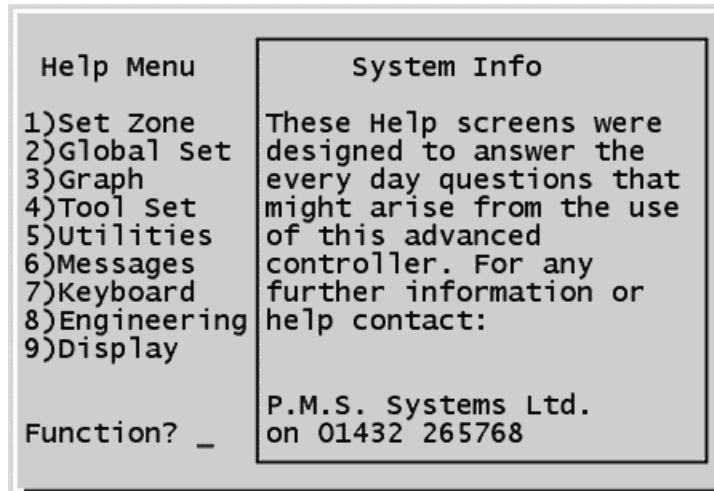 Help Menu
1)Set Zone
2)Global Set
3)Graph
4)Tool Set
5)Utilities
6)Messages
7)Keyboard
8)Engineering
9)Display
Function? _
System Info
These Help screens were
designed to answer the
every day questions that
might arise from the use
of this advanced
controller. For any
further information or
help contact:
P.M.S. Systems Ltd.
on 01432 265768